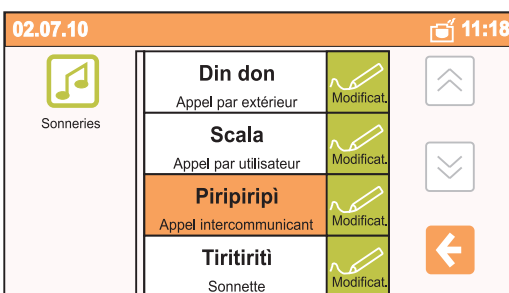 02.07.10 11:18
Sonneries
Din don
Appel par extérieur
Modificat.
Scala
Appel par utilisateur
Modificat.
Piripiripì
Appel intercommunicant
Modificat.
Tiritiritì
Sonnette
Modificat.